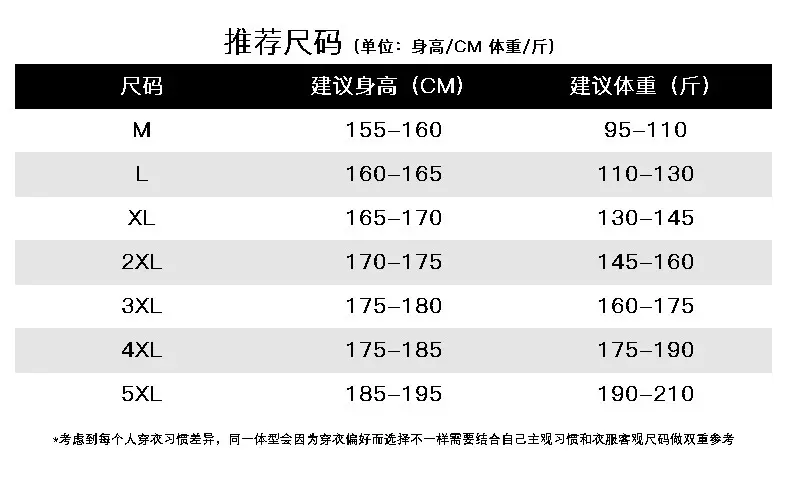 推荐尺码（单位：身高/CM 体重/斤）
尺码 建议身高（CM） 建议体重（斤）
M 155-160 95-110
L 160-165 110-130
XL 165-170 130-145
2XL 170-175 145-160
3XL 175-180 160-175
4XL 175-185 175-190
5XL 185-195 190-210
*考虑到每个人穿衣习惯差异，同一体型会因为穿衣偏好而选择不一样需要结合自己主观习惯和衣服客观尺码做双重参考